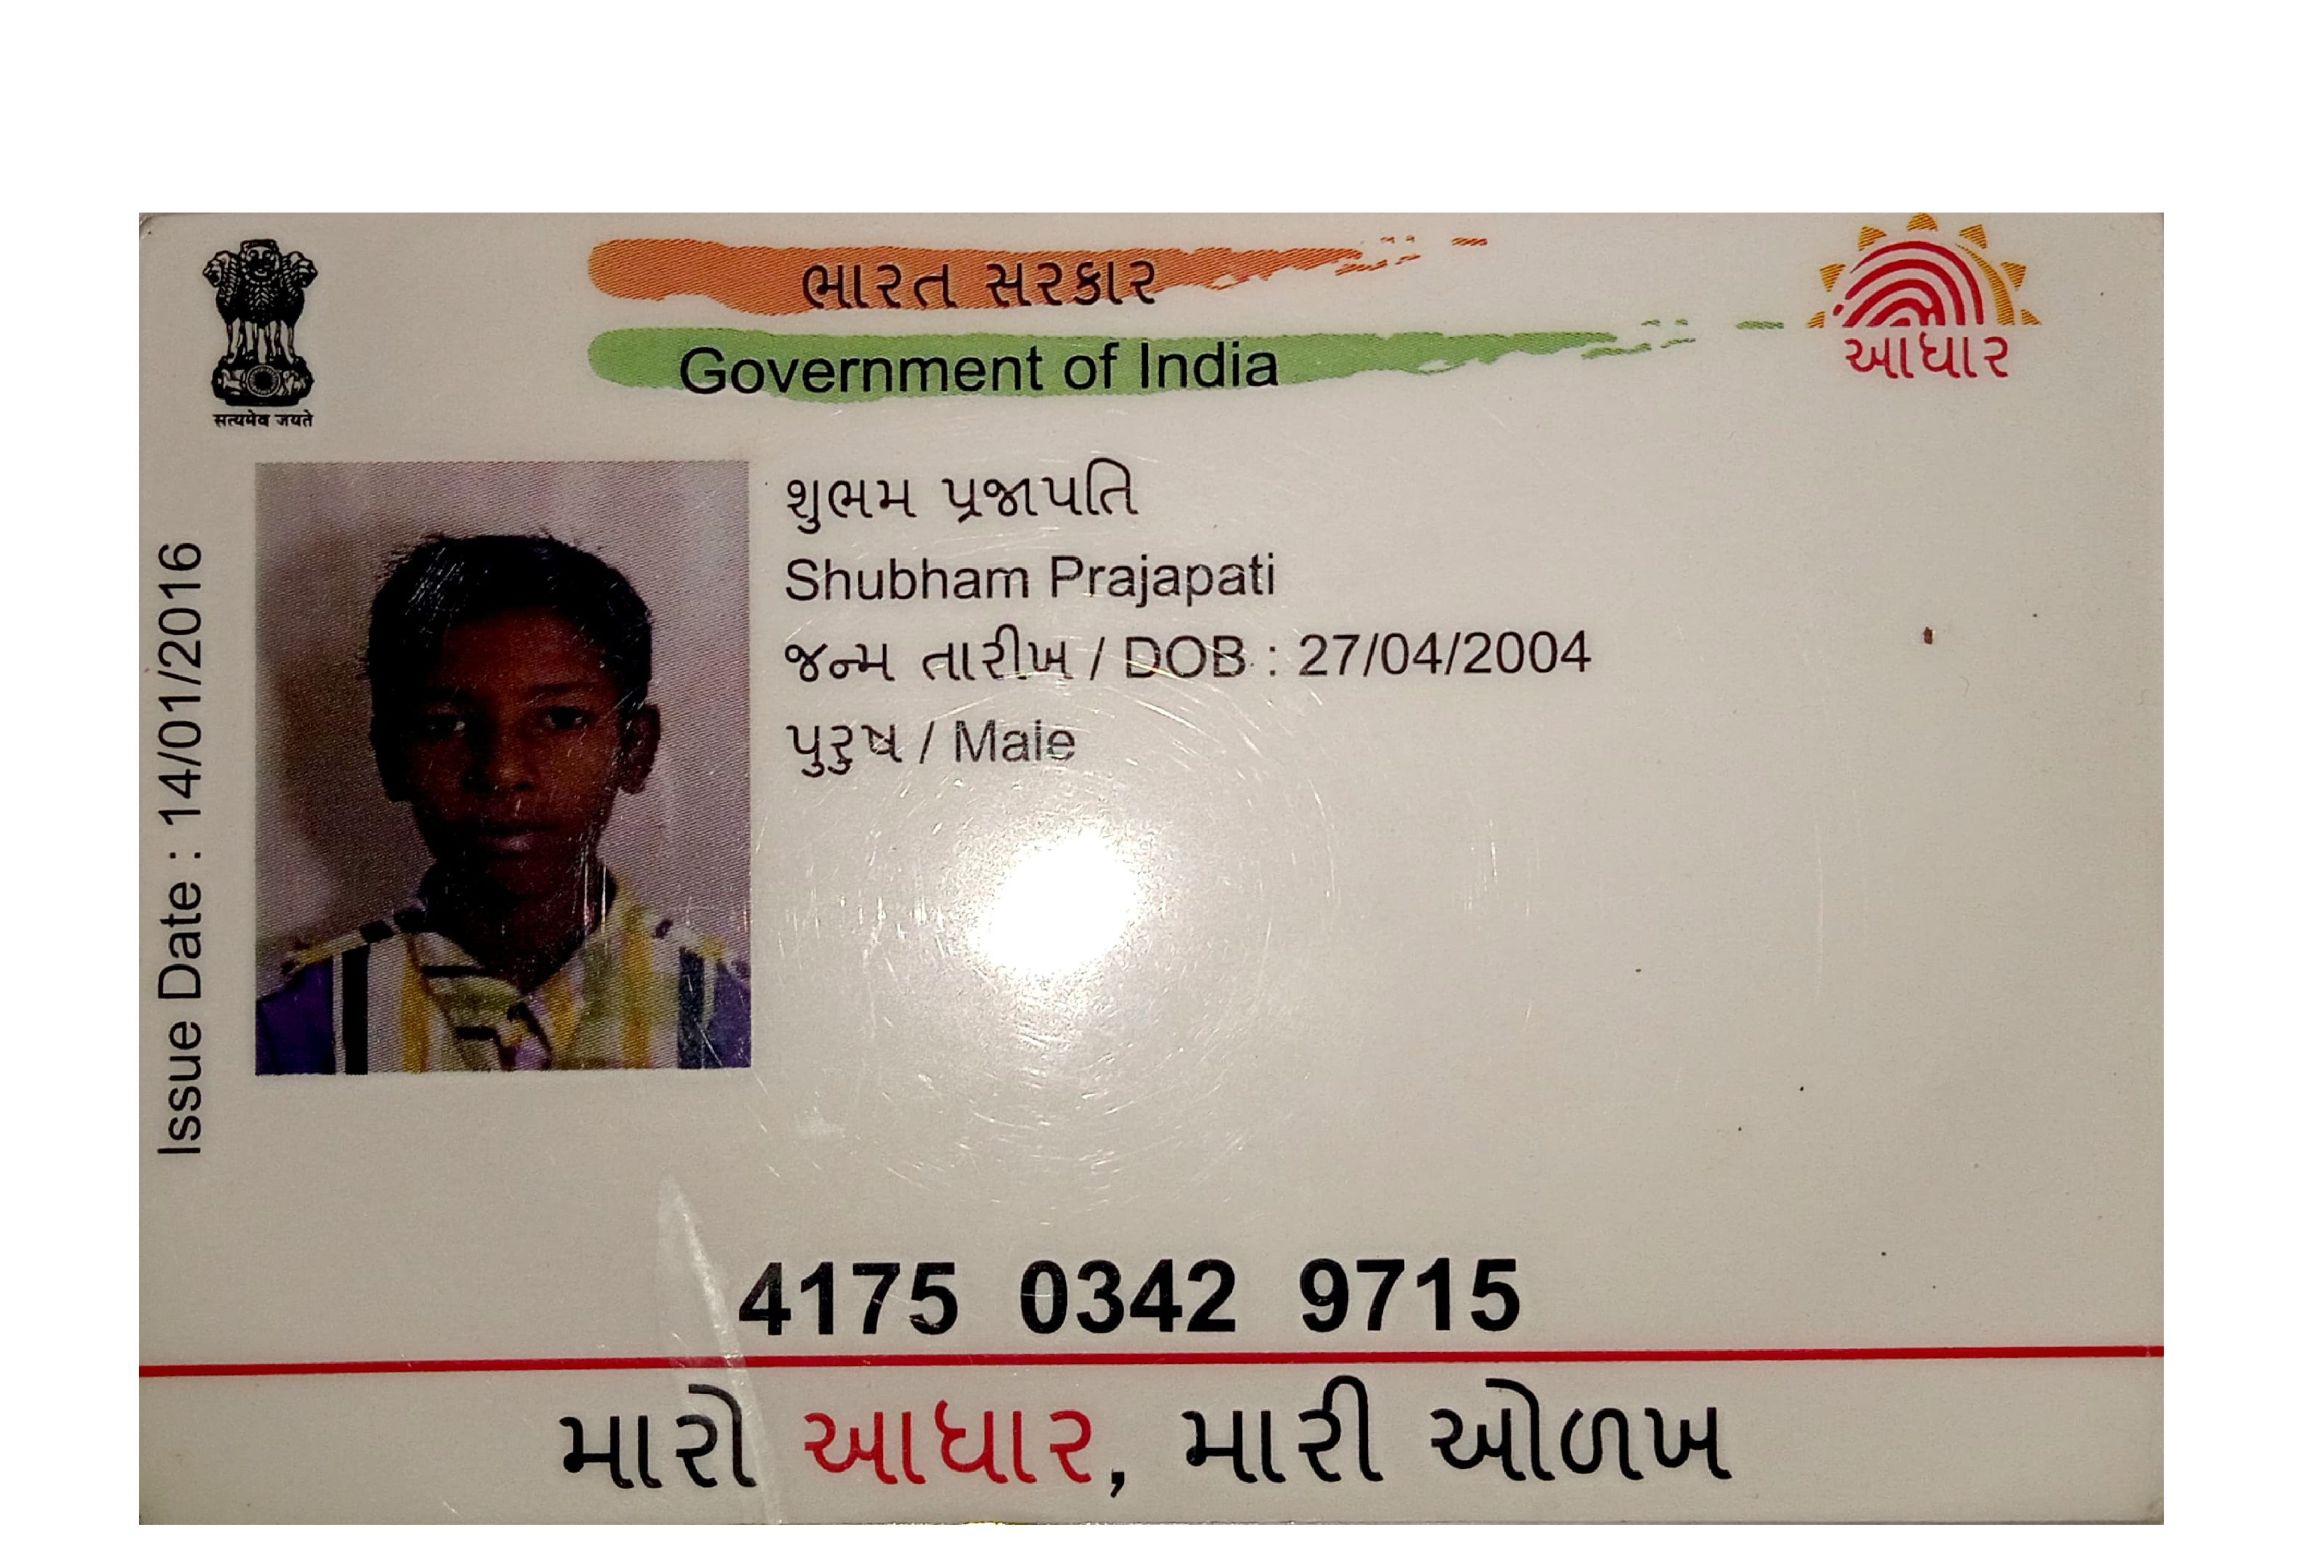 ભારત સરકાર
Government of India
આધાર
सत्यमेव जयते
શુભમ પ્રજાપતિ
Shubham Prajapati
જન્મ તારીખ / DOB : 27/04/2004
પુરુષ / Male
Issue Date : 14/01/2016
4175 0342 9715
મારો આધાર, મારી ઓળખ